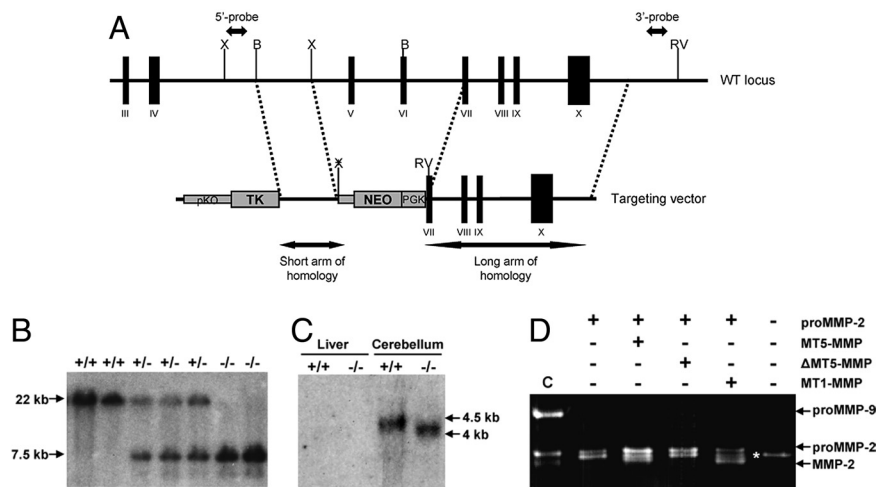 A
5'-probe
3'-probe
X B X B RV
WT locus
III IV V VI VII VIII IX X
X RV
pKO TK NEO PGK
Targeting vector
VII VIII IX X
Short arm of
homology
Long arm of
homology
B
+/+ +/+ +/- +/- +/- -/- -/-
22 kb
7.5 kb
C
Liver Cerebellum
+/+ -/- +/+ -/-
4.5 kb
4 kb
D
+ + + + - proMMP-2
- + - - - MT5-MMP
- - + - - ΔMT5-MMP
C - - - + - MT1-MMP
proMMP-9
proMMP-2
*
MMP-2